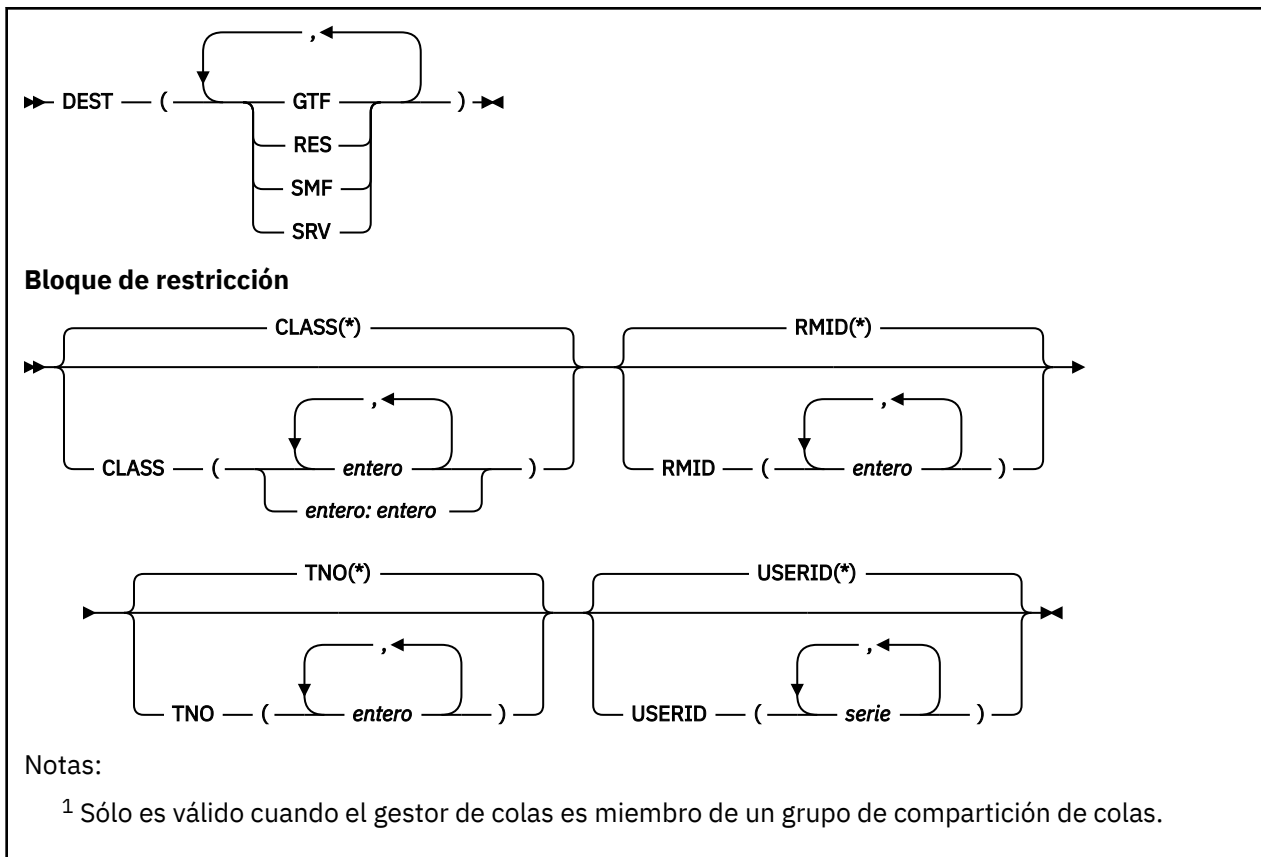 ,
DEST ( GTF )
RES
SMF
SRV
Bloque de restricción
CLASS(*) RMID(*)
, ,
CLASS ( entero ) RMID ( entero )
entero: entero
TNO(*) USERID(*)
, ,
TNO ( entero ) USERID ( serie )
Notas:
1 Sólo es válido cuando el gestor de colas es miembro de un grupo de compartición de colas.